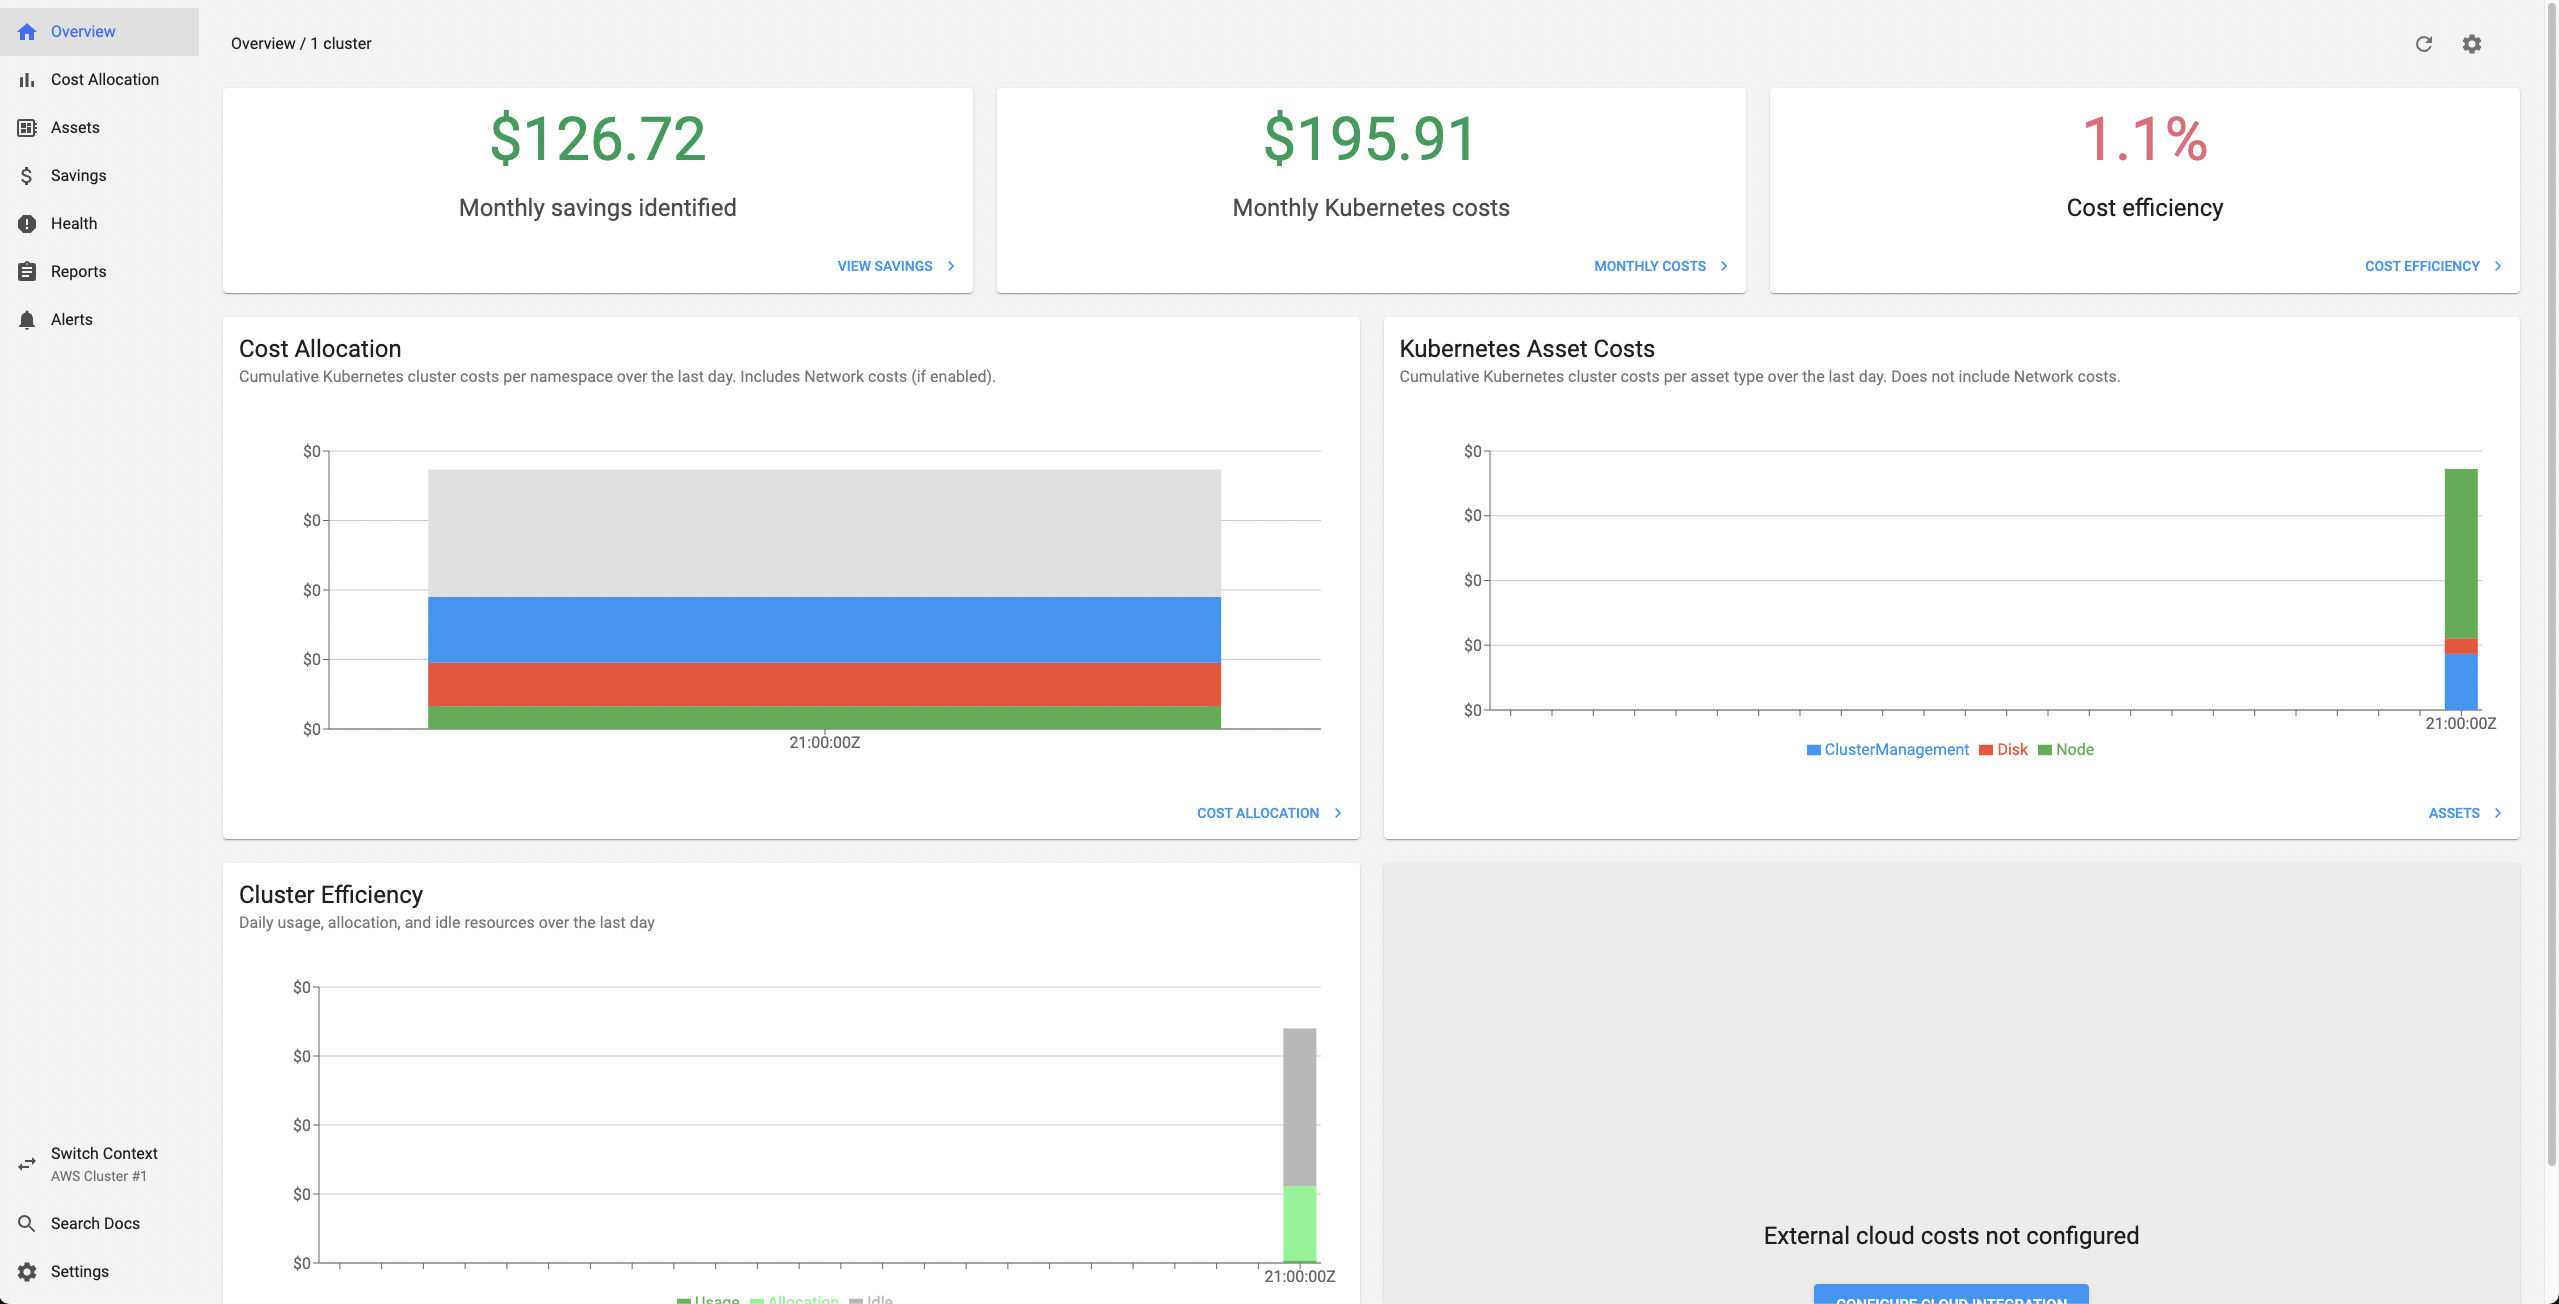 Overview
Cost Allocation
Assets
Savings
Health
Reports
Alerts
Switch Context
AWS Cluster #1
Search Docs
Settings
Overview / 1 cluster
$126.72
Monthly savings identified
VIEW SAVINGS
$195.91
Monthly Kubernetes costs
MONTHLY COSTS
1.1%
Cost efficiency
COST EFFICIENCY
Cost Allocation
Cumulative Kubernetes cluster costs per namespace over the last day. Includes Network costs (if enabled).
$0
$0
$0
$0
$0
21:00:00Z
COST ALLOCATION
Kubernetes Asset Costs
Cumulative Kubernetes cluster costs per asset type over the last day. Does not include Network costs.
$0
$0
$0
$0
$0
21:00:00Z
ClusterManagement Disk Node
ASSETS
Cluster Efficiency
Daily usage, allocation, and idle resources over the last day
$0
$0
$0
$0
$0
21:00:00Z
Usage Allocation Idle
External cloud costs not configured
CONFIGURE CLOUD INTEGRATION